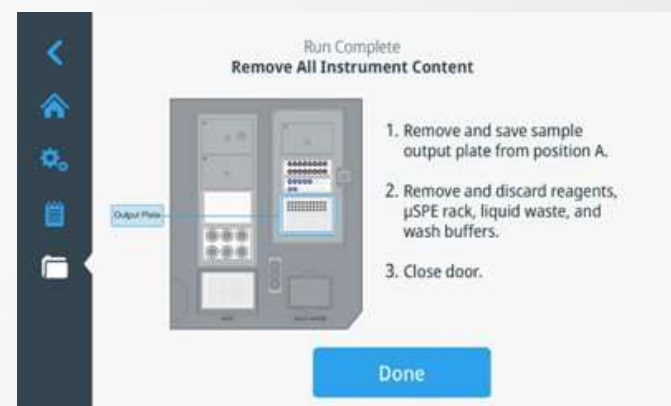 Run Complete
Remove All Instrument Content
1. Remove and save sample
output plate from position A.
Output Plate
2. Remove and discard reagents,
µSPE rack, liquid waste, and
wash buffers.
3. Close door.
Done